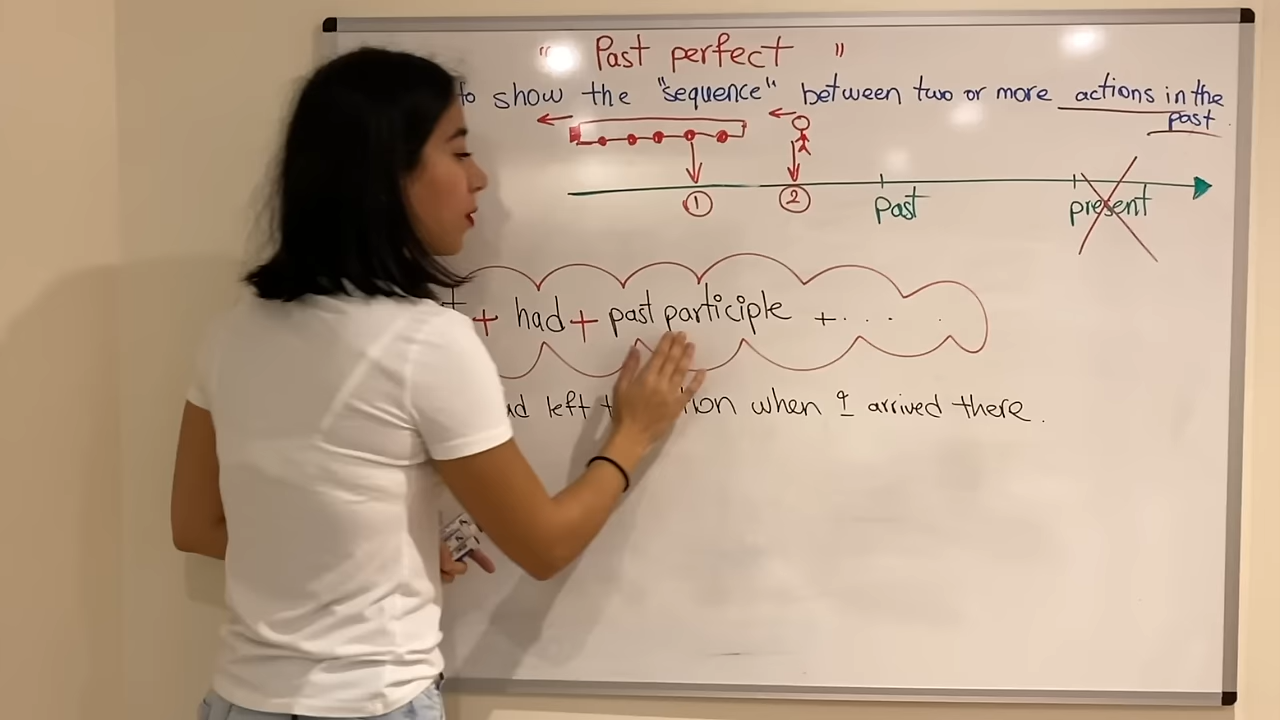 " Past perfect "
to show the "sequence" between two or more actions in the
past.
1 2 past present
+ had + past participle + . . . .
left when I arrived there.